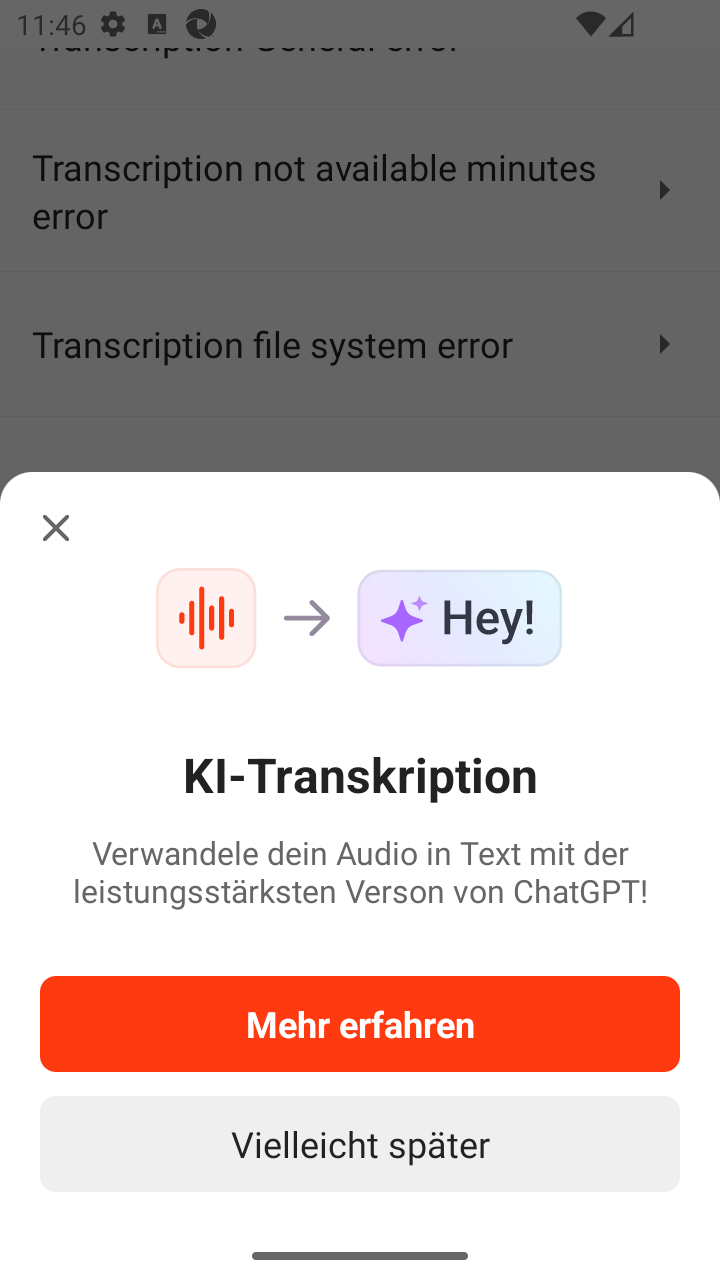 11:46
Transcription General error
Transcription not available minutes
error
Transcription file system error
Hey!
KI-Transkription
Verwandele dein Audio in Text mit der
leistungsstärksten Verson von ChatGPT!
Mehr erfahren
Vielleicht später